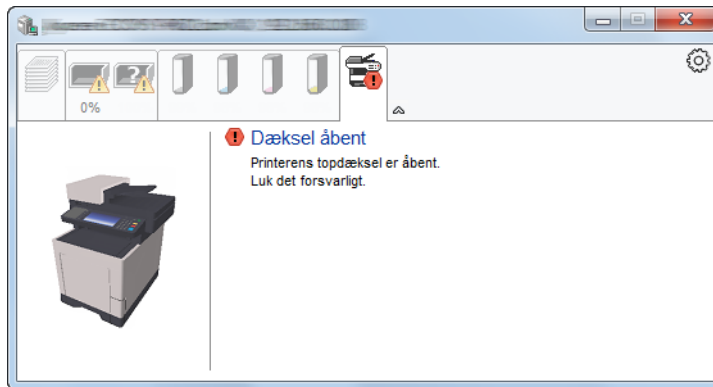 0%
Dæksel åbent
Printerens topdæksel er åbent.
Luk det forsvarligt.